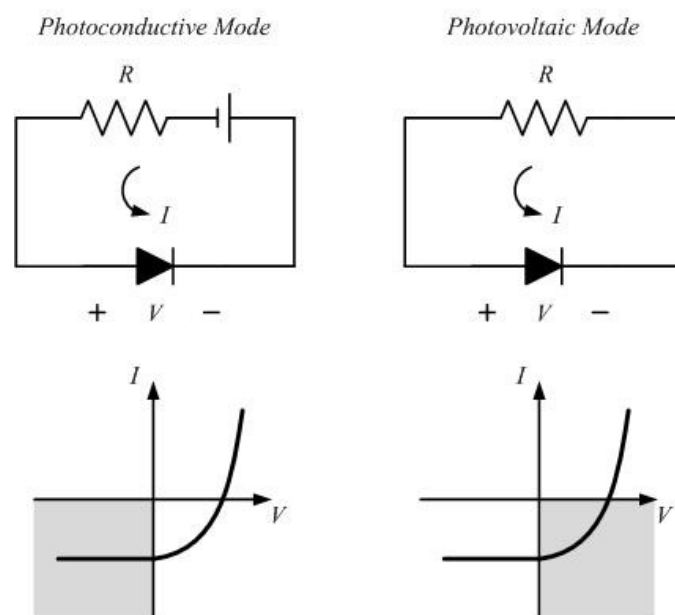 Photoconductive Mode
Photovoltaic Mode
R
R
I
I
+ V −
+ V −
I
I
V
V